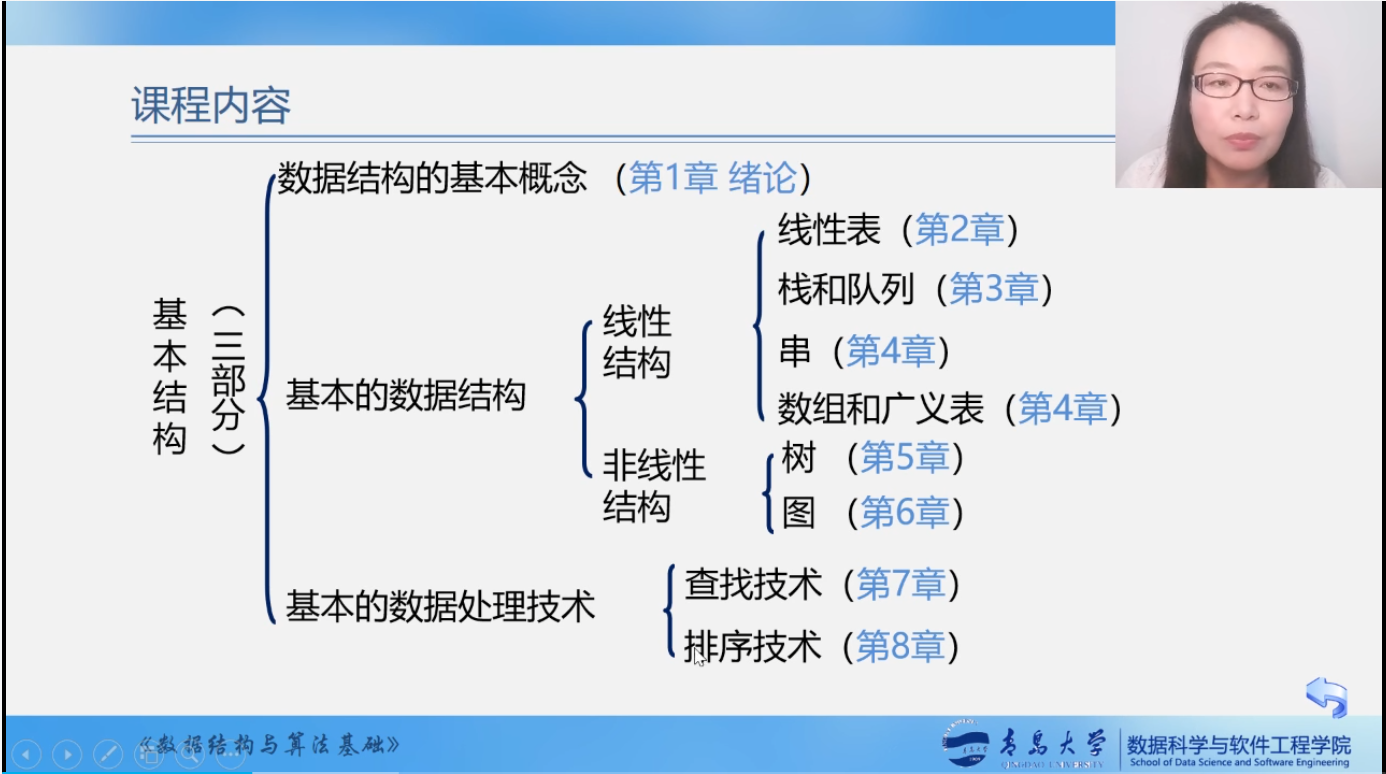 课程内容
数据结构的基本概念 （第1章 绪论）
线性表（第2章）
栈和队列（第3章）
串（第4章）
数组和广义表（第4章）
线性
结构
基本结构
（三部分）
基本的数据结构
非线性
结构
树 （第5章）
图 （第6章）
基本的数据处理技术
查找技术（第7章）
排序技术（第8章）
《数据结构与算法基础》
青岛大学
QINGDAO UNIVERSITY
数据科学与软件工程学院
School of Data Science and Software Engineering